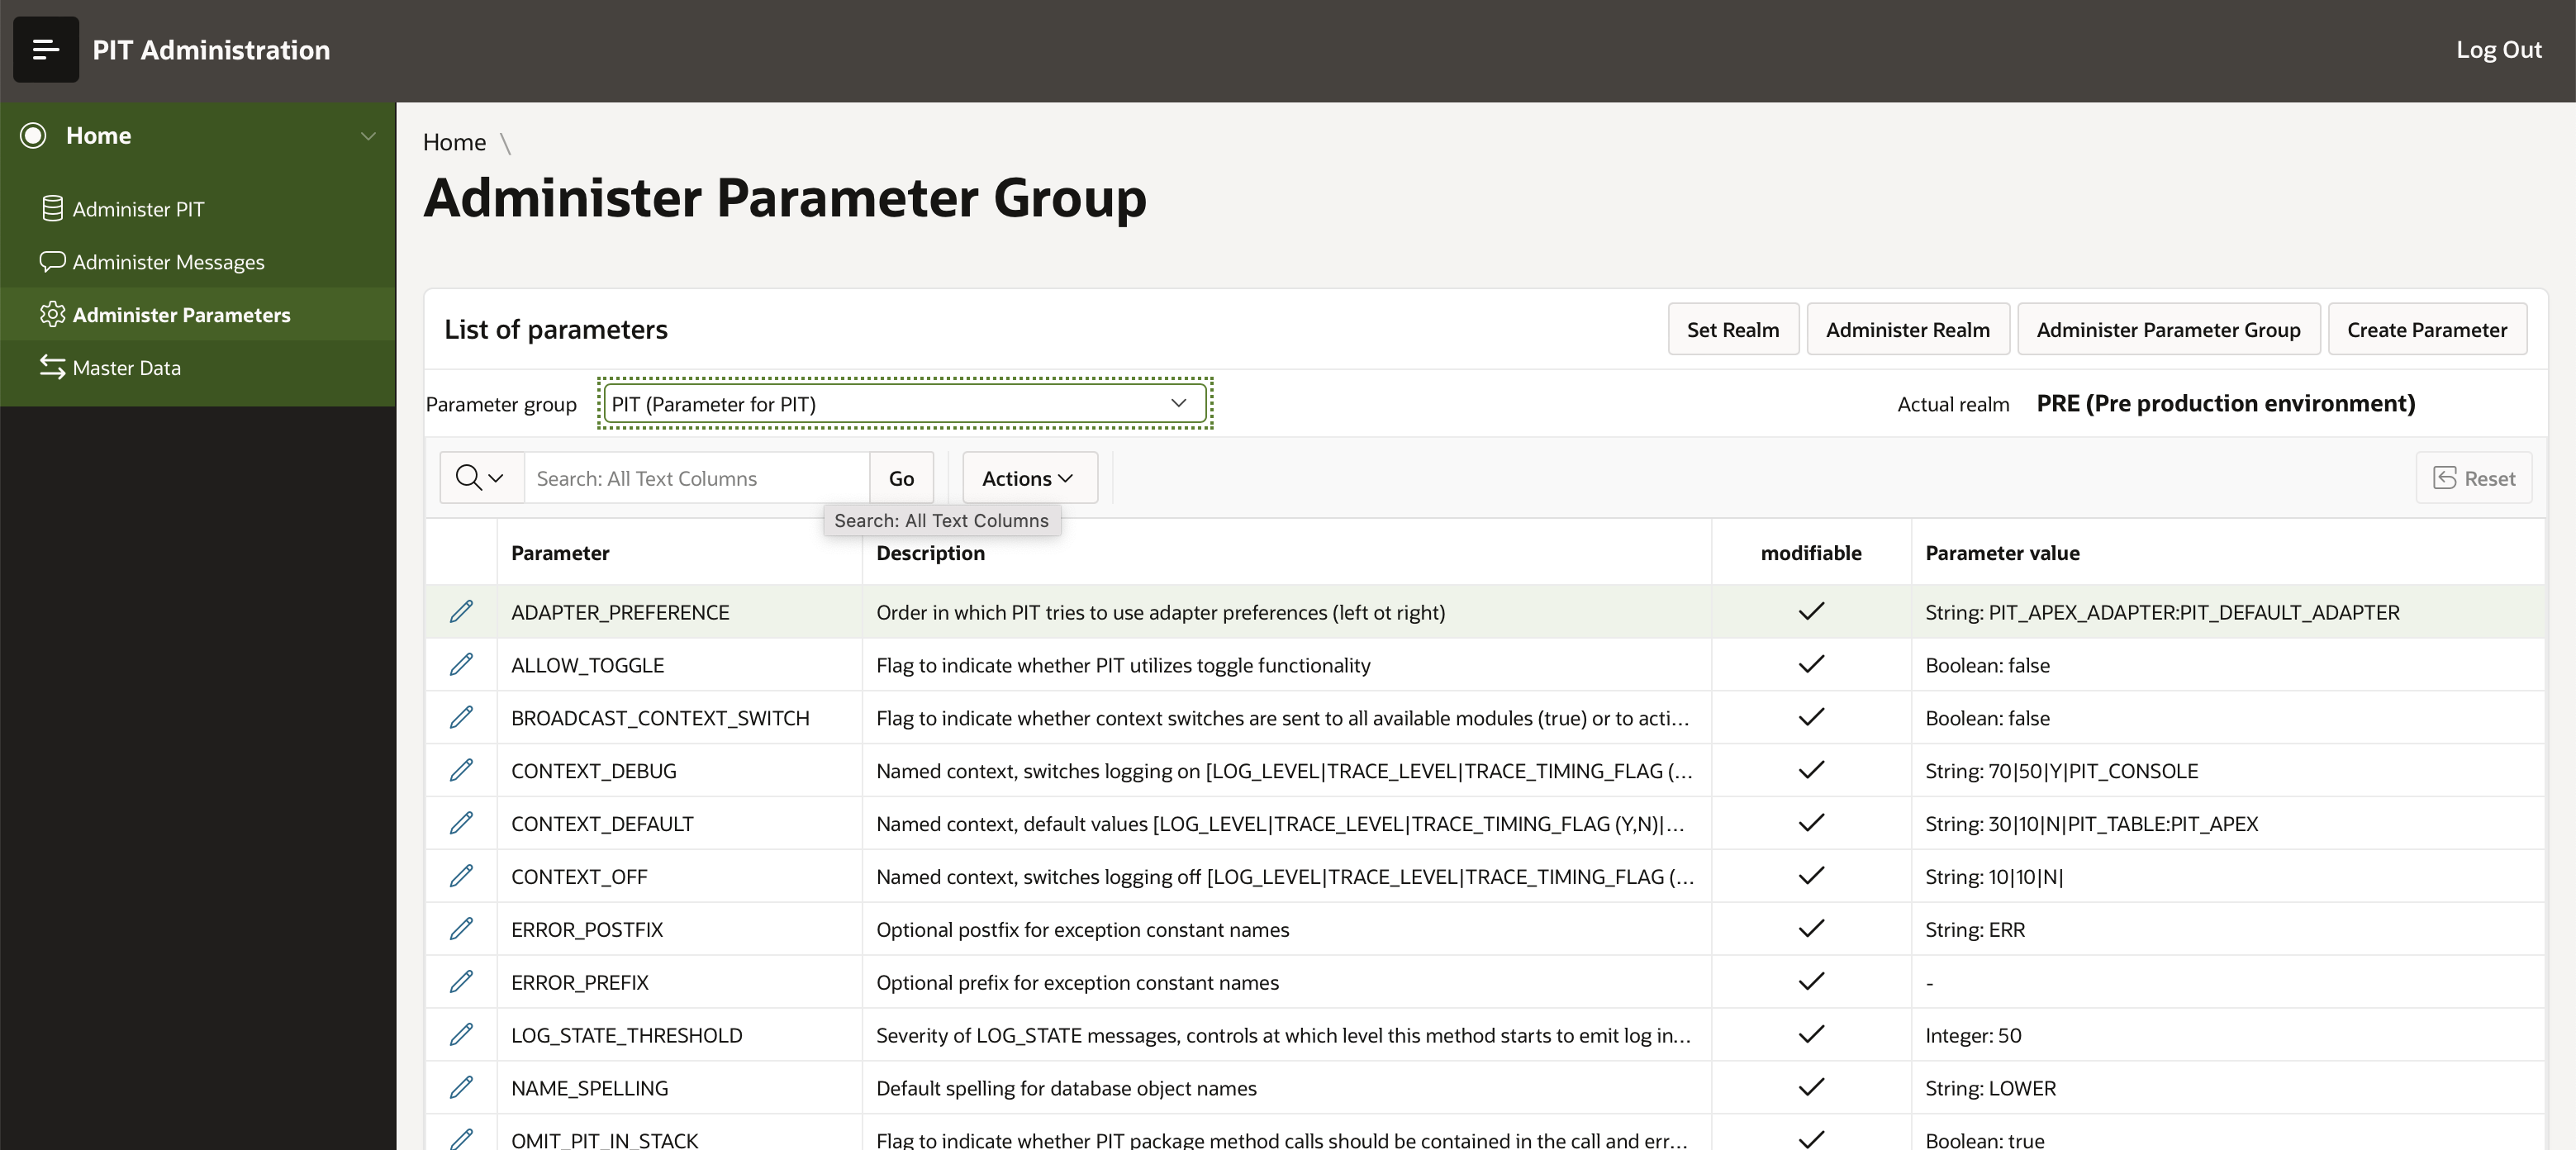 PIT Administration
Log Out
Home
Administer PIT
Administer Messages
Administer Parameters
Master Data
Home \
Administer Parameter Group
List of parameters
Set Realm
Administer Realm
Administer Parameter Group
Create Parameter
Parameter group PIT (Parameter for PIT)
Actual realm PRE (Pre production environment)
Search: All Text Columns
Go
Actions
Reset
Search: All Text Columns
Parameter Description modifiable Parameter value
ADAPTER_PREFERENCE Order in which PIT tries to use adapter preferences (left ot right) String: PIT_APEX_ADAPTER:PIT_DEFAULT_ADAPTER
ALLOW_TOGGLE Flag to indicate whether PIT utilizes toggle functionality Boolean: false
BROADCAST_CONTEXT_SWITCH Flag to indicate whether context switches are sent to all available modules (true) or to acti... Boolean: false
CONTEXT_DEBUG Named context, switches logging on [LOG_LEVEL|TRACE_LEVEL|TRACE_TIMING_FLAG (... String: 70|50|Y|PIT_CONSOLE
CONTEXT_DEFAULT Named context, default values [LOG_LEVEL|TRACE_LEVEL|TRACE_TIMING_FLAG (Y,N)|... String: 30|10|N|PIT_TABLE:PIT_APEX
CONTEXT_OFF Named context, switches logging off [LOG_LEVEL|TRACE_LEVEL|TRACE_TIMING_FLAG (... String: 10|10|N|
ERROR_POSTFIX Optional postfix for exception constant names String: ERR
ERROR_PREFIX Optional prefix for exception constant names -
LOG_STATE_THRESHOLD Severity of LOG_STATE messages, controls at which level this method starts to emit log in... Integer: 50
NAME_SPELLING Default spelling for database object names String: LOWER
OMIT_PIT_IN_STACK Flag to indicate whether PIT package method calls should be contained in the call and err... Boolean: true